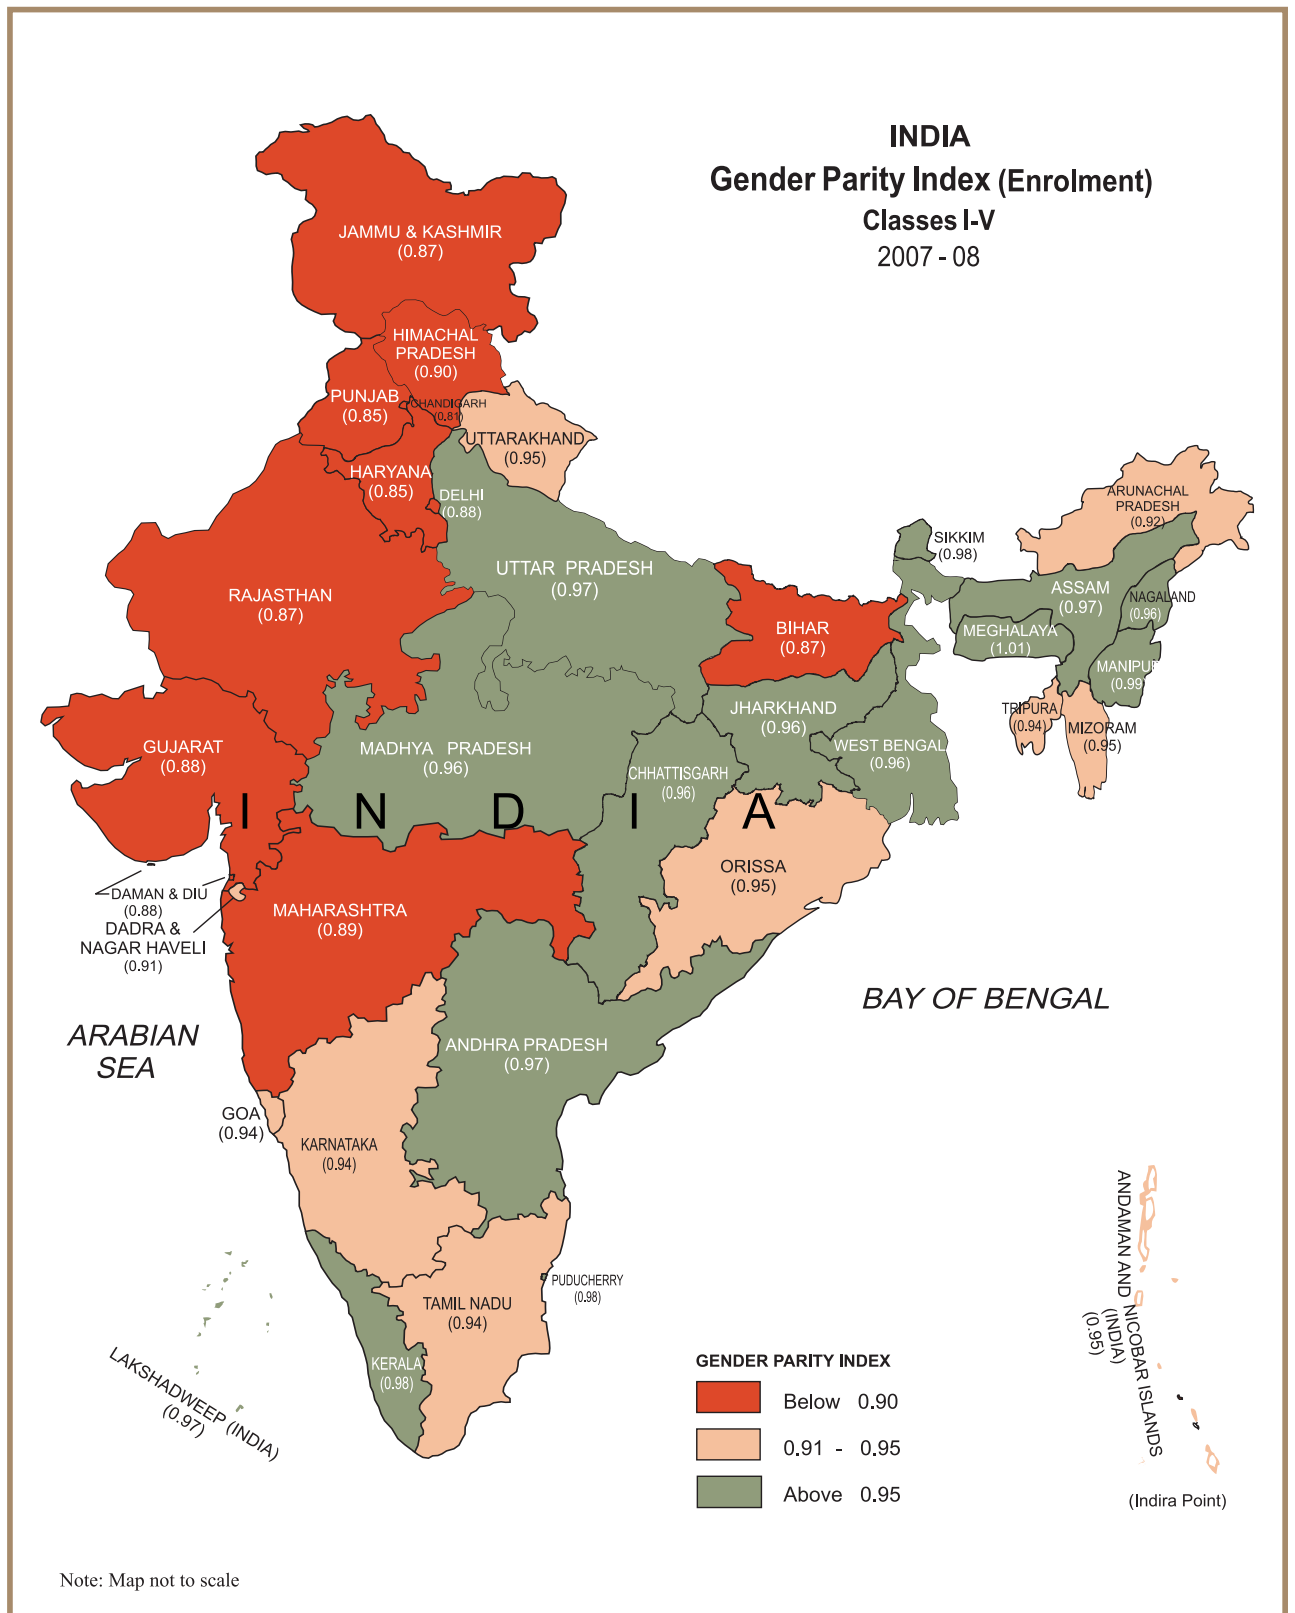 INDIA
Gender Parity Index (Enrolment)
Classes I-V
2007 - 08
JAMMU & KASHMIR
(0.87)
HIMACHAL
PRADESH
(0.90)
PUNJAB
(0.85)
CHANDIGARH
(0.81)
UTTARAKHAND
(0.95)
HARYANA
(0.85)
DELHI
(0.88)
ARUNACHAL
PRADESH
(0.92)
SIKKIM
(0.98)
UTTAR PRADESH
(0.97)
RAJASTHAN
(0.87)
ASSAM
(0.97)
NAGALAND
(0.96)
BIHAR
(0.87)
MEGHALAYA
(1.01)
MANIPUR
(0.99)
JHARKHAND
(0.96)
TRIPURA
(0.94)
MIZORAM
(0.95)
GUJARAT
(0.88)
MADHYA PRADESH
(0.96)
WEST BENGAL
(0.96)
CHHATTISGARH
(0.96)
I N D I A
ORISSA
(0.95)
DAMAN & DIU
(0.88)
DADRA &
NAGAR HAVELI
(0.91)
MAHARASHTRA
(0.89)
BAY OF BENGAL
ARABIAN
SEA
ANDHRA PRADESH
(0.97)
GOA
(0.94)
KARNATAKA
(0.94)
ANDAMAN AND NICOBAR ISLANDS
(INDIA)
(0.95)
PUDUCHERRY
(0.98)
TAMIL NADU
(0.94)
KERALA
(0.98)
LAKSHADWEEP (INDIA)
(0.97)
GENDER PARITY INDEX
Below 0.90
0.91 - 0.95
Above 0.95
(Indira Point)
Note: Map not to scale